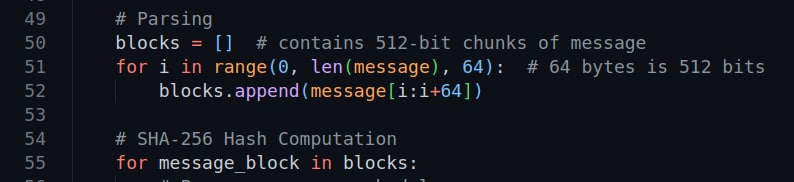 49 # Parsing
50 blocks = [] # contains 512-bit chunks of message
51 for i in range(0, len(message), 64): # 64 bytes is 512 bits
52 blocks.append(message[i:i+64])
53
54 # SHA-256 Hash Computation
55 for message_block in blocks: